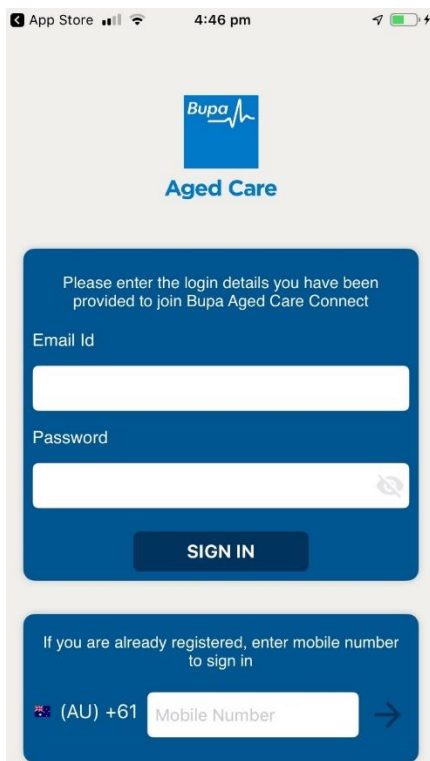 App Store
4:46 pm
Bupa
Aged Care
Please enter the login details you have been
provided to join Bupa Aged Care Connect
Email Id
Password
SIGN IN
If you are already registered, enter mobile number
to sign in
(AU) +61 Mobile Number